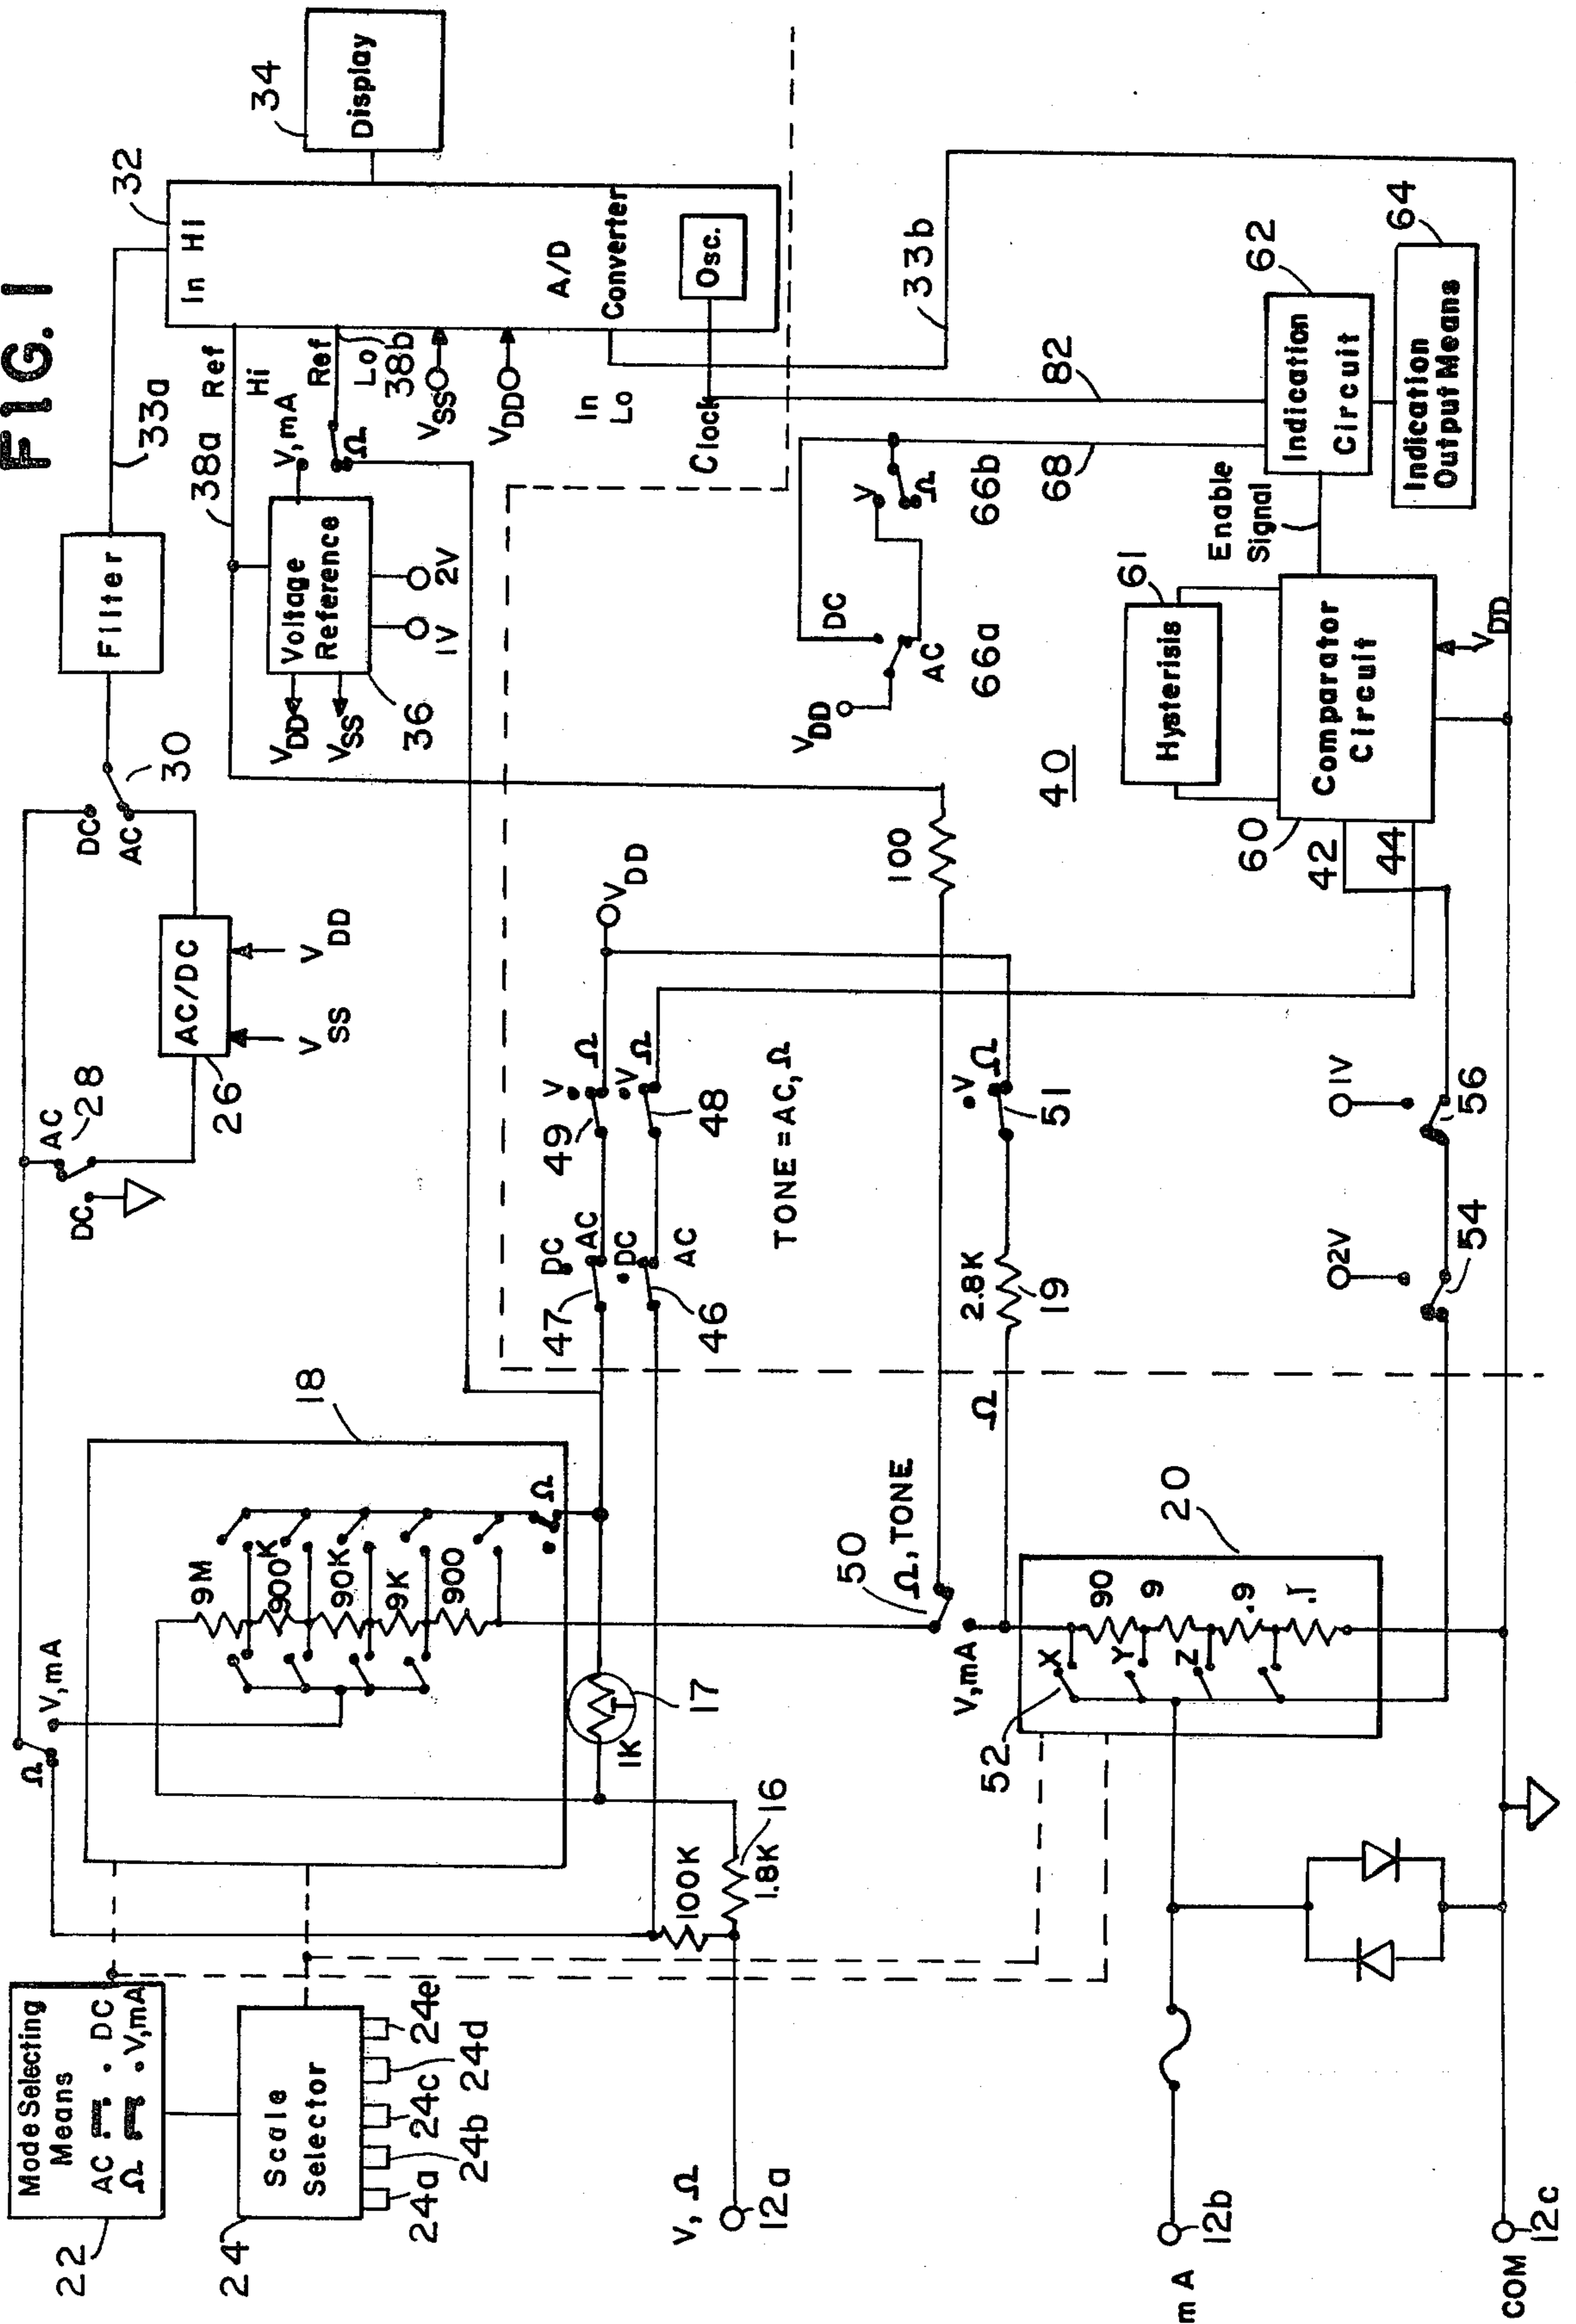 FIG. 1
Mode Selecting
Means
AC . DC
Ω . V,mA
22
Scale
Selector
24
24a
24b
24c
24d
24e
Ω
V,mA
18
9M
900K
90K
9K
900
Ω
1K
17
100K
1.8K
16
V, Ω
12a
mA
12b
COM
12c
DC
AC
28
AC/DC
26
VSS
VDD
DC
AC
30
Filter
33a
38a
Ref
Hi
V,mA
Ω
Ref
Lo
38b
VSS
VDD
In
Lo
Clock
Voltage
Reference
VDD
VSS
36
1V
2V
In Hi
32
A/D
Converter
Osc.
Display
34
33b
47
DC
AC
49
V
Ω
VDD
46
DC
AC
48
V
Ω
TONE = AC, Ω
100
50
Ω, TONE
V,mA
Ω
2.8K
19
V
Ω
51
20
52
X
Y
Z
90
9
.9
.1
2V
54
1V
56
40
VDD
DC
AC
66a
V
Ω
66b
68
82
Hysterisis
61
60
42
44
Comparator
Circuit
VDD
Enable
Signal
Indication
Circuit
62
Indication
Output Means
64